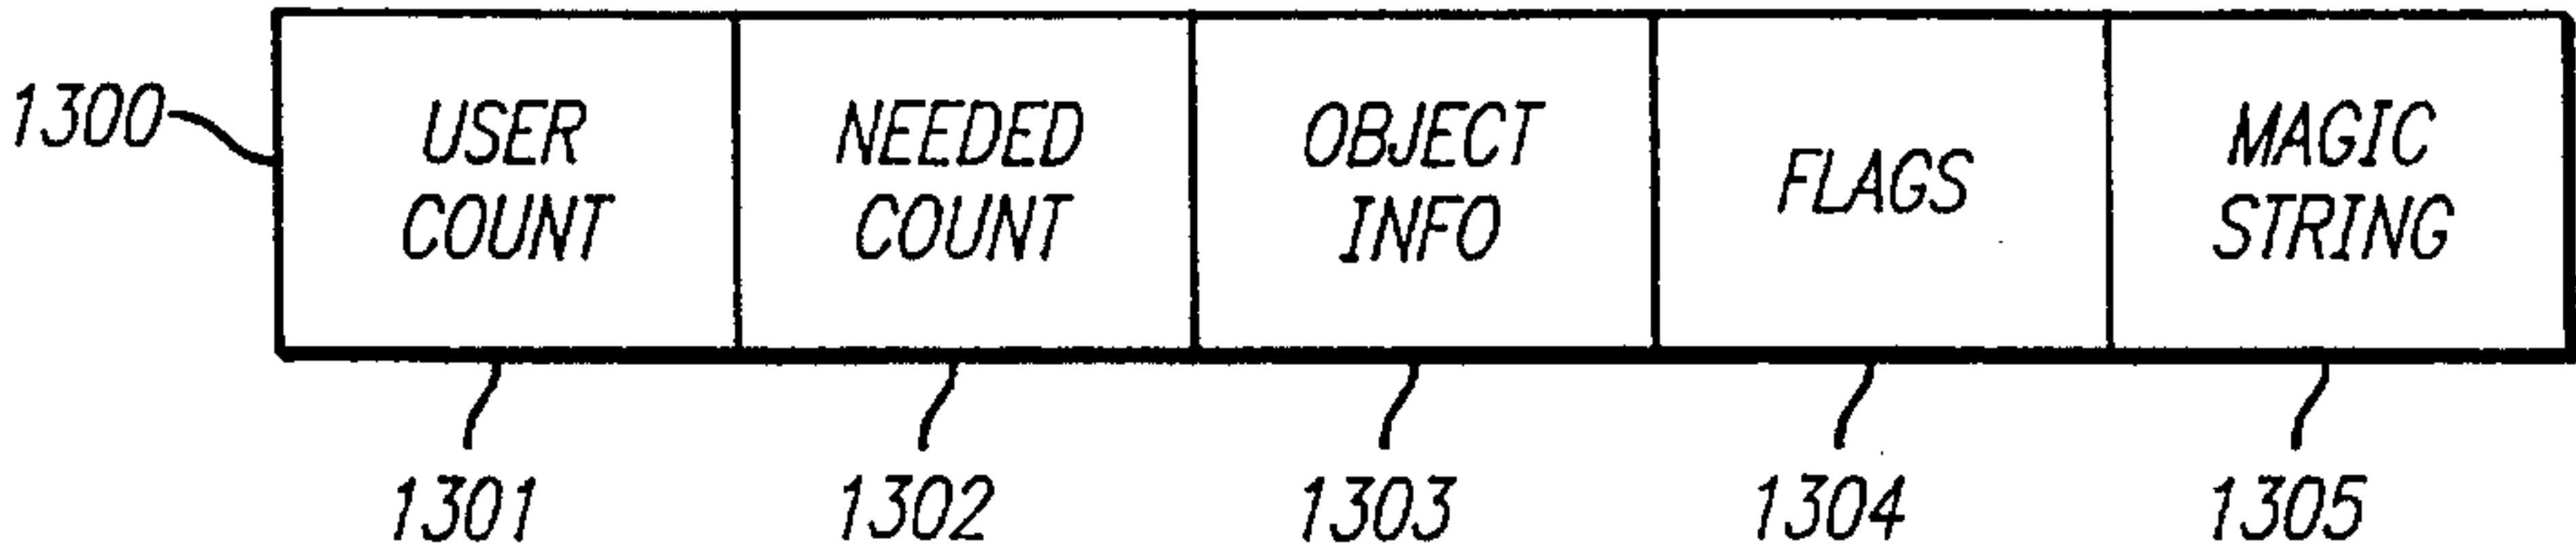 1300
USER
COUNT
NEEDED
COUNT
OBJECT
INFO
FLAGS
MAGIC
STRING
1301
1302
1303
1304
1305